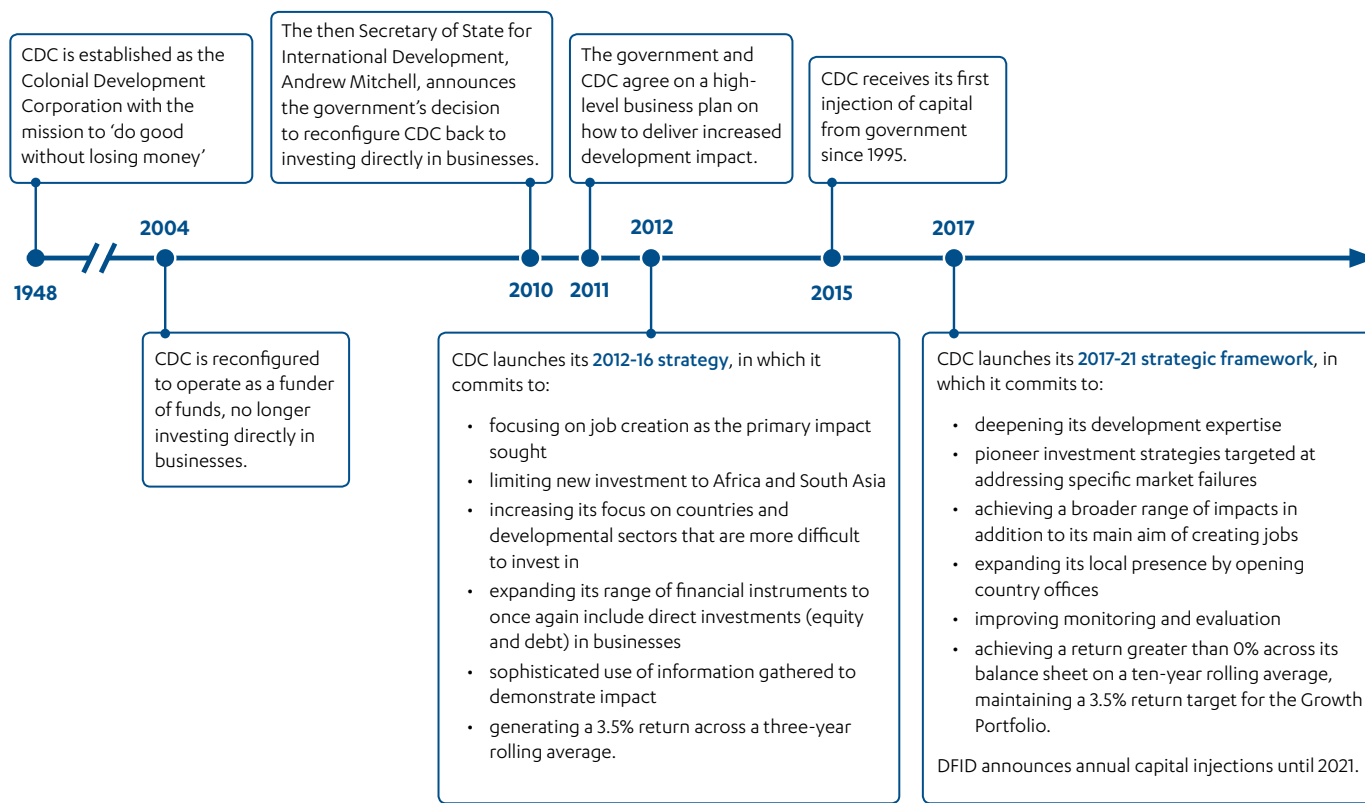 CDC is established as the
Colonial Development
Corporation with the
mission to ‘do good
without losing money’
The then Secretary of State for
International Development,
Andrew Mitchell, announces
the government’s decision
to reconfigure CDC back to
investing directly in businesses.
The government and
CDC agree on a high-
level business plan on
how to deliver increased
development impact.
CDC receives its first
injection of capital
from government
since 1995.
2004
2012
2017
1948
2010
2011
2015
CDC is reconfigured
to operate as a funder
of funds, no longer
investing directly in
businesses.
CDC launches its 2012-16 strategy, in which it
commits to:
• focusing on job creation as the primary impact
sought
• limiting new investment to Africa and South Asia
• increasing its focus on countries and
developmental sectors that are more difficult
to invest in
• expanding its range of financial instruments to
once again include direct investments (equity
and debt) in businesses
• sophisticated use of information gathered to
demonstrate impact
• generating a 3.5% return across a three-year
rolling average.
CDC launches its 2017-21 strategic framework, in
which it commits to:
• deepening its development expertise
• pioneer investment strategies targeted at
addressing specific market failures
• achieving a broader range of impacts in
addition to its main aim of creating jobs
• expanding its local presence by opening
country offices
• improving monitoring and evaluation
• achieving a return greater than 0% across its
balance sheet on a ten-year rolling average,
maintaining a 3.5% return target for the Growth
Portfolio.
DFID announces annual capital injections until 2021.